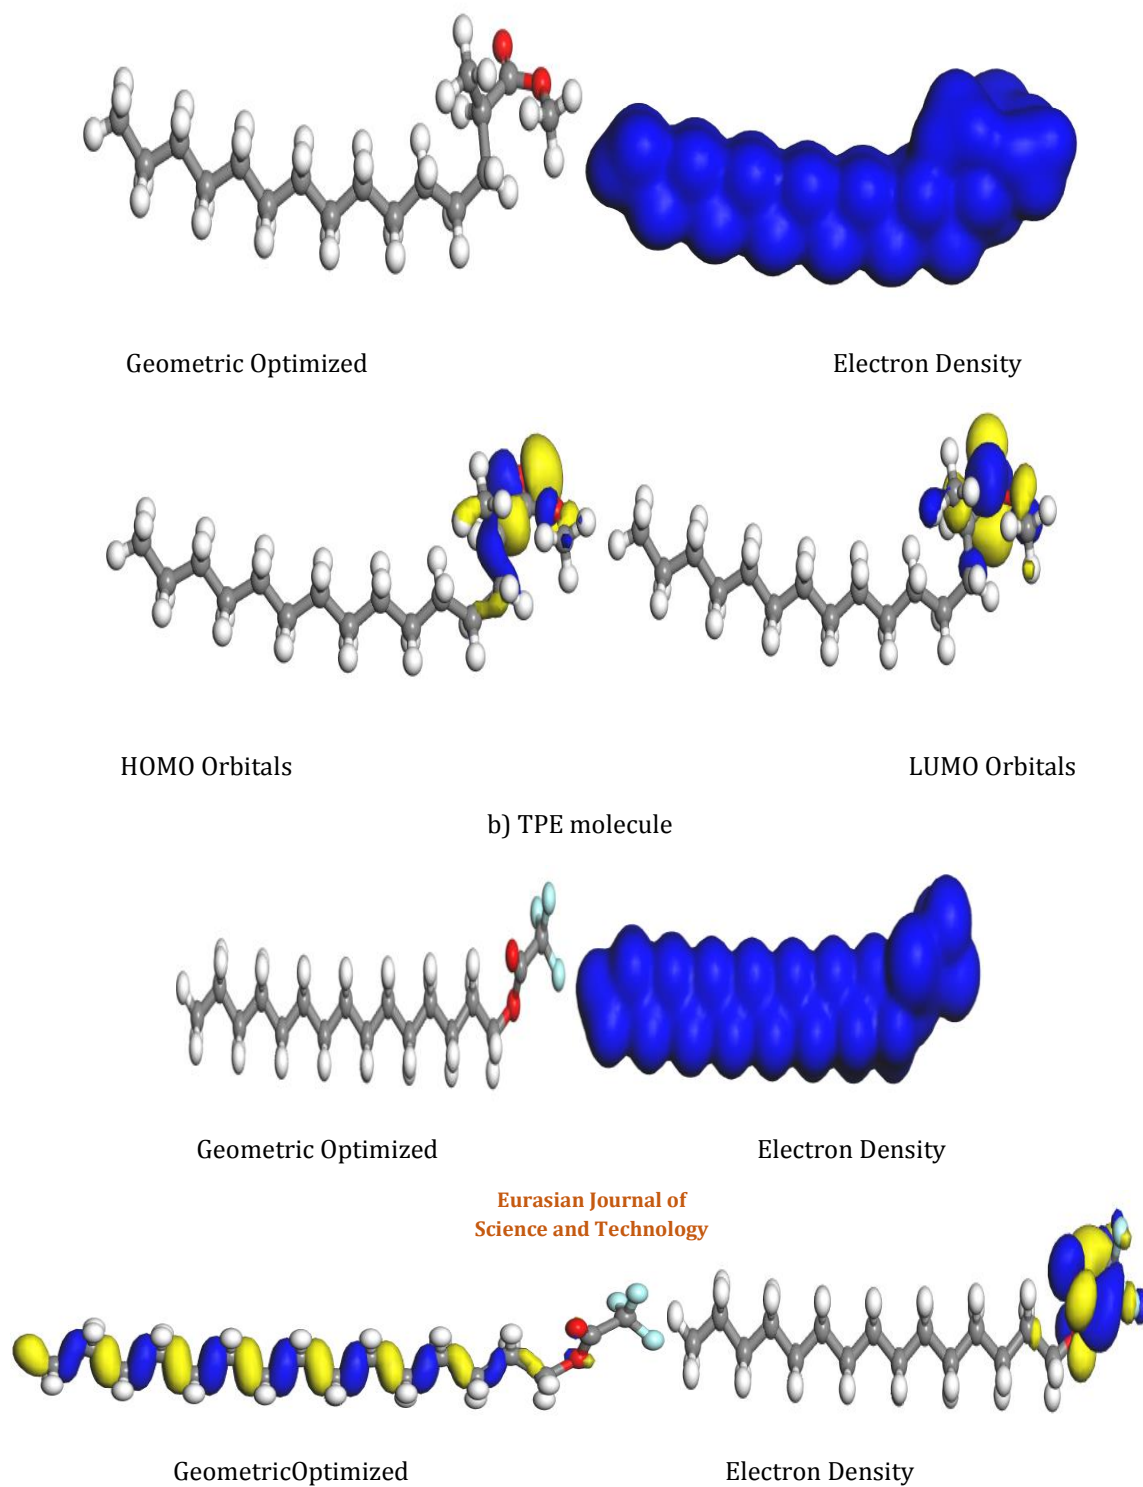 Geometric Optimized
Electron Density
HOMO Orbitals
LUMO Orbitals
b) TPE molecule
Geometric Optimized
Electron Density
Eurasian Journal of
Science and Technology
GeometricOptimized
Electron Density